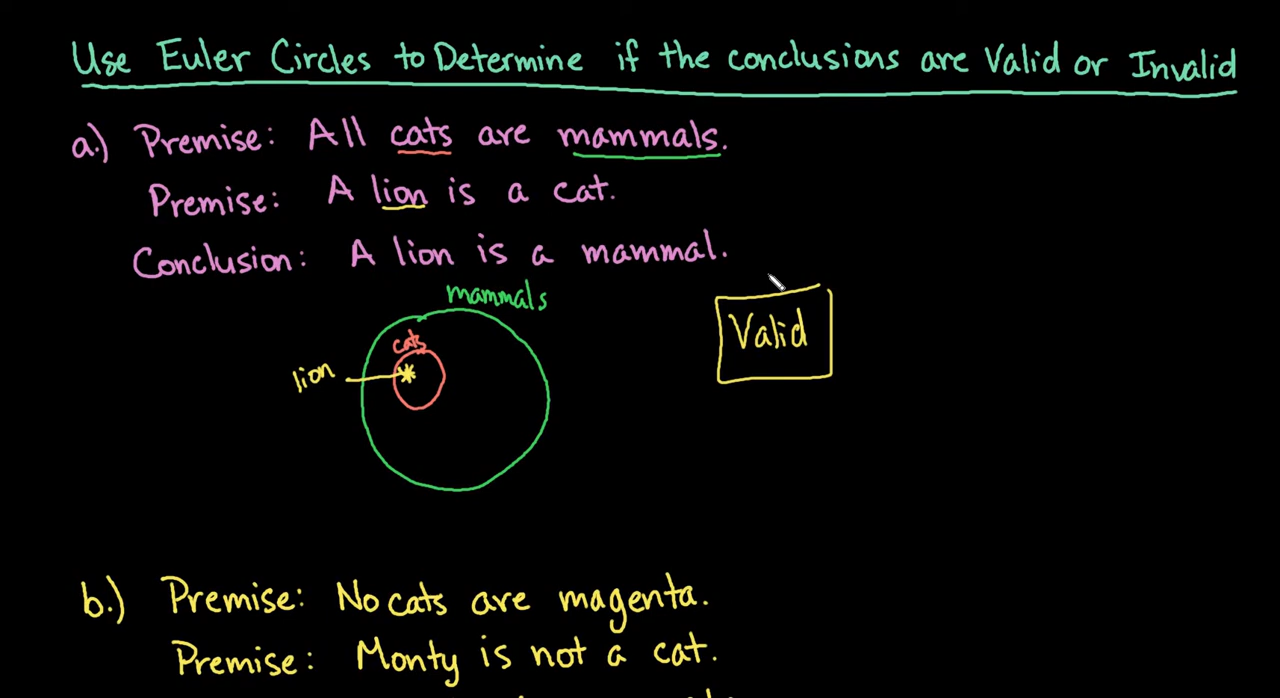 Use Euler Circles to Determine if the conclusions are Valid or Invalid
a.) Premise: All cats are mammals.
Premise: A lion is a cat.
Conclusion: A lion is a mammal.
mammals
cats
lion
Valid
b.) Premise: No cats are magenta.
Premise: Monty is not a cat.